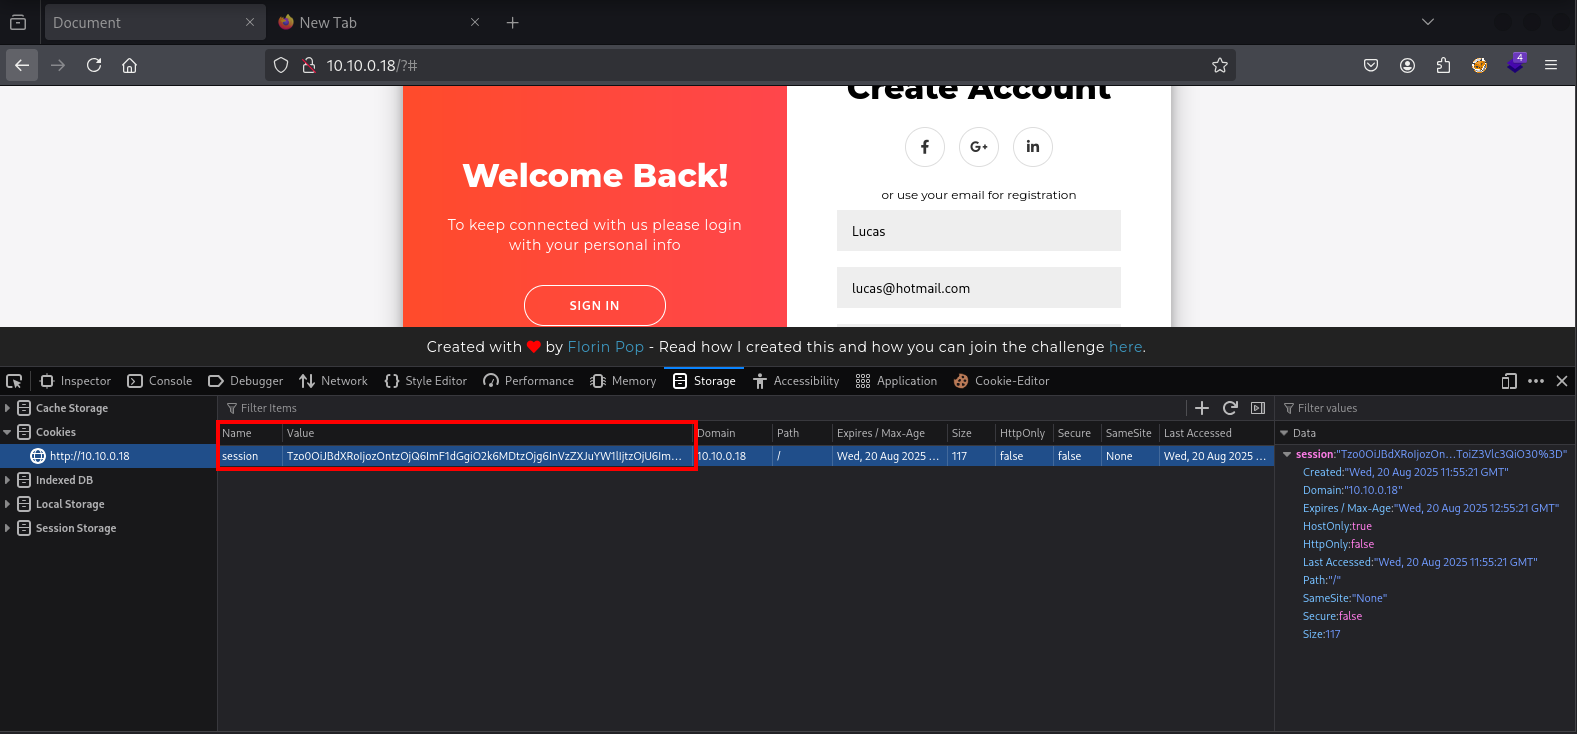 Document
New Tab
10.10.0.18/?#
4
Create Account
Welcome Back!
To keep connected with us please login
with your personal info
SIGN IN
G+
in
or use your email for registration
Lucas
lucas@hotmail.com
Created with ❤ by Florin Pop - Read how I created this and how you can join the challenge here.
Inspector Console Debugger Network Style Editor Performance Memory Storage Accessibility Application Cookie-Editor
Cache Storage
Cookies
http://10.10.0.18
Indexed DB
Local Storage
Session Storage
Filter Items
Name Value Domain Path Expires / Max-Age Size HttpOnly Secure SameSite Last Accessed
session Tzo0OiJBdXRoIjozOntzOjQ6ImF1dGgiO2k6MDtzOjg6InVzZXJuYW1lIjtzOjU6Im... 10.10.0.18 / Wed, 20 Aug 2025 ... 117 false false None Wed, 20 Aug 2025 ...
Filter values
Data
session:"Tzo0OiJBdXRoIjozOn...ToiZ3Vlc3QiO30%3D"
Created:"Wed, 20 Aug 2025 11:55:21 GMT"
Domain:"10.10.0.18"
Expires / Max-Age:"Wed, 20 Aug 2025 12:55:21 GMT"
HostOnly:true
HttpOnly:false
Last Accessed:"Wed, 20 Aug 2025 11:55:21 GMT"
Path:"/"
SameSite:"None"
Secure:false
Size:117